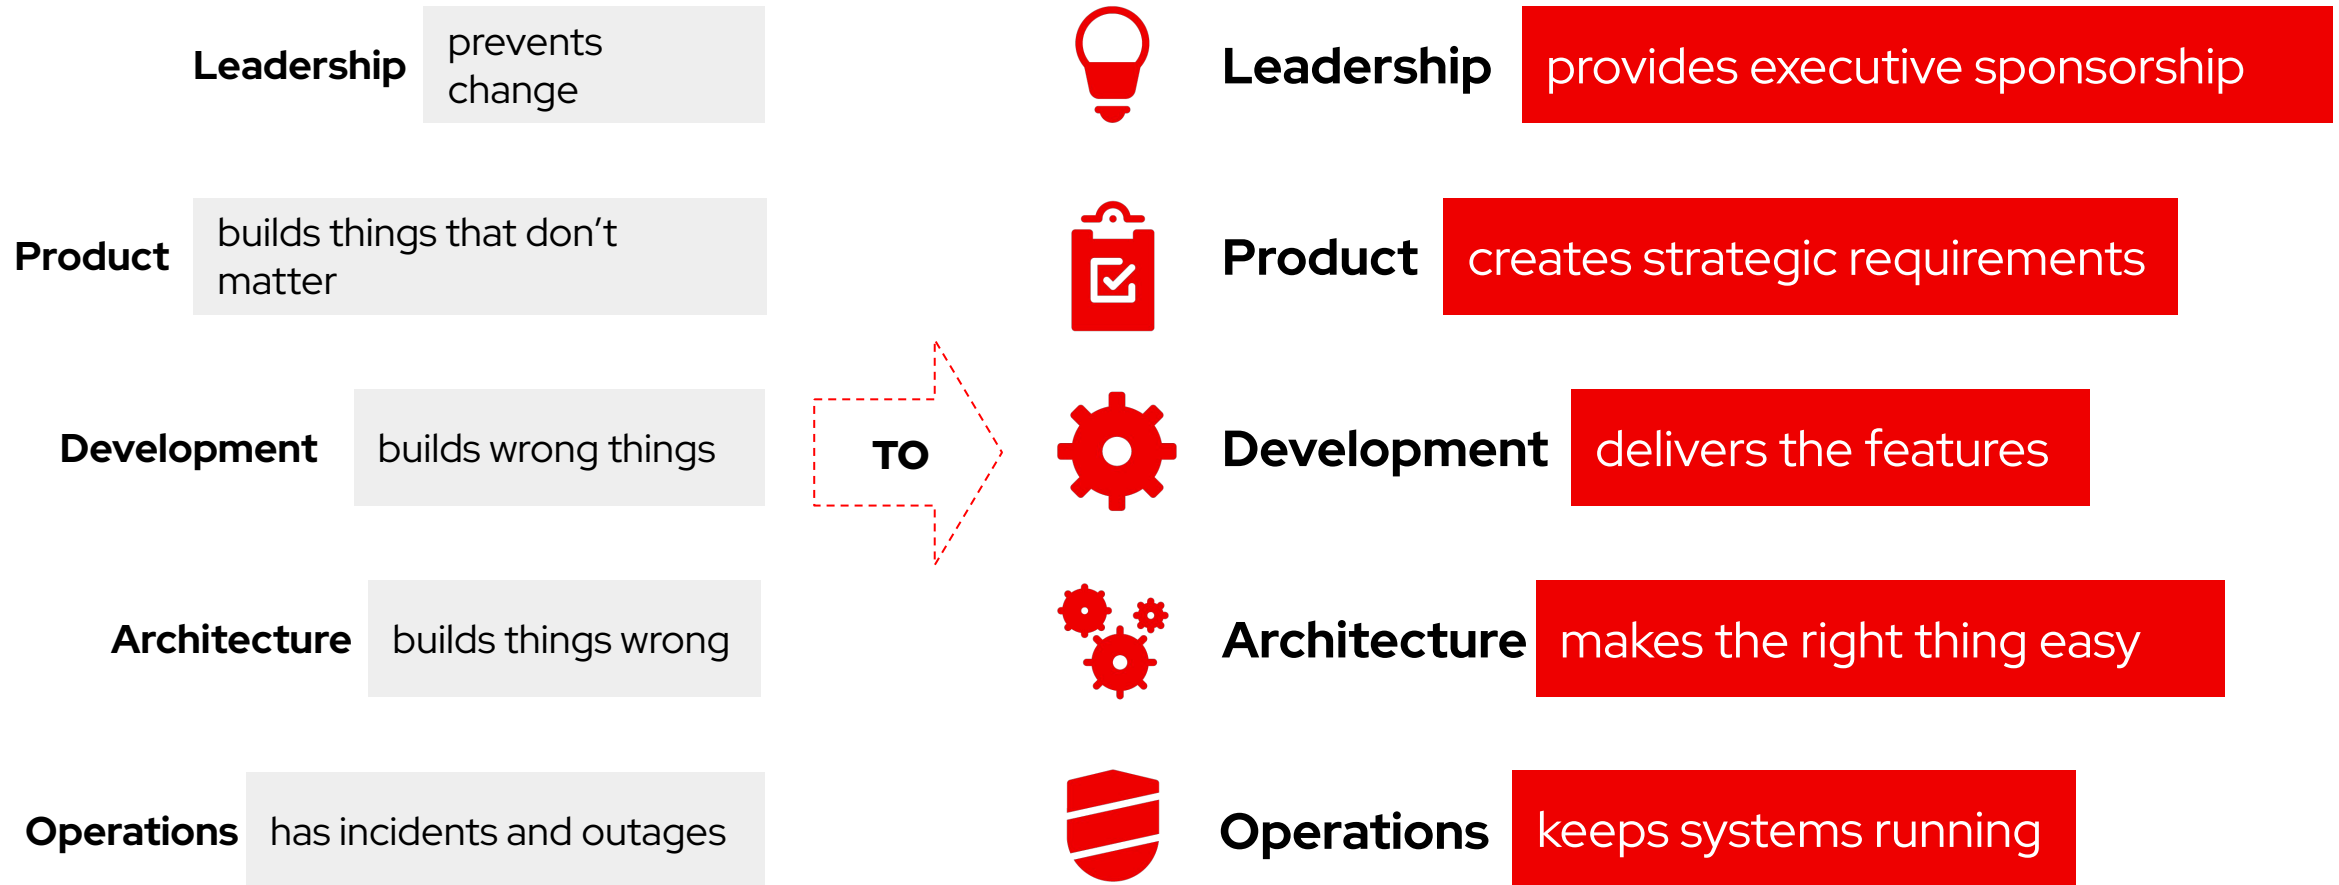 Leadership
prevents
change
Product
builds things that don’t
matter
Development
builds wrong things
Architecture
builds things wrong
Operations
has incidents and outages
TO
Leadership
provides executive sponsorship
Product
creates strategic requirements
Development
delivers the features
Architecture
makes the right thing easy
Operations
keeps systems running